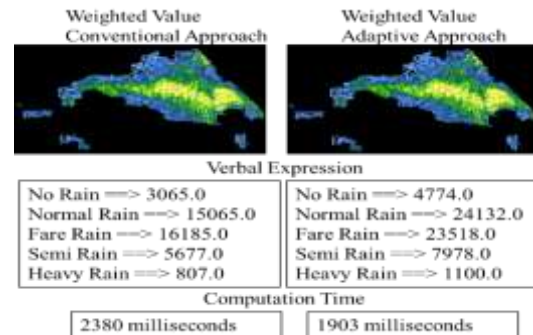 Weighted Value
Conventional Approach
Weighted Value
Adaptive Approach
Verbal Expression
No Rain ==> 3065.0
Normal Rain ==> 15065.0
Fare Rain ==> 16185.0
Semi Rain ==> 5677.0
Heavy Rain ==> 807.0
No Rain ==> 4774.0
Normal Rain ==> 24132.0
Fare Rain ==> 23518.0
Semi Rain ==> 7978.0
Heavy Rain ==> 1100.0
Computation Time
2380 milliseconds
1903 milliseconds